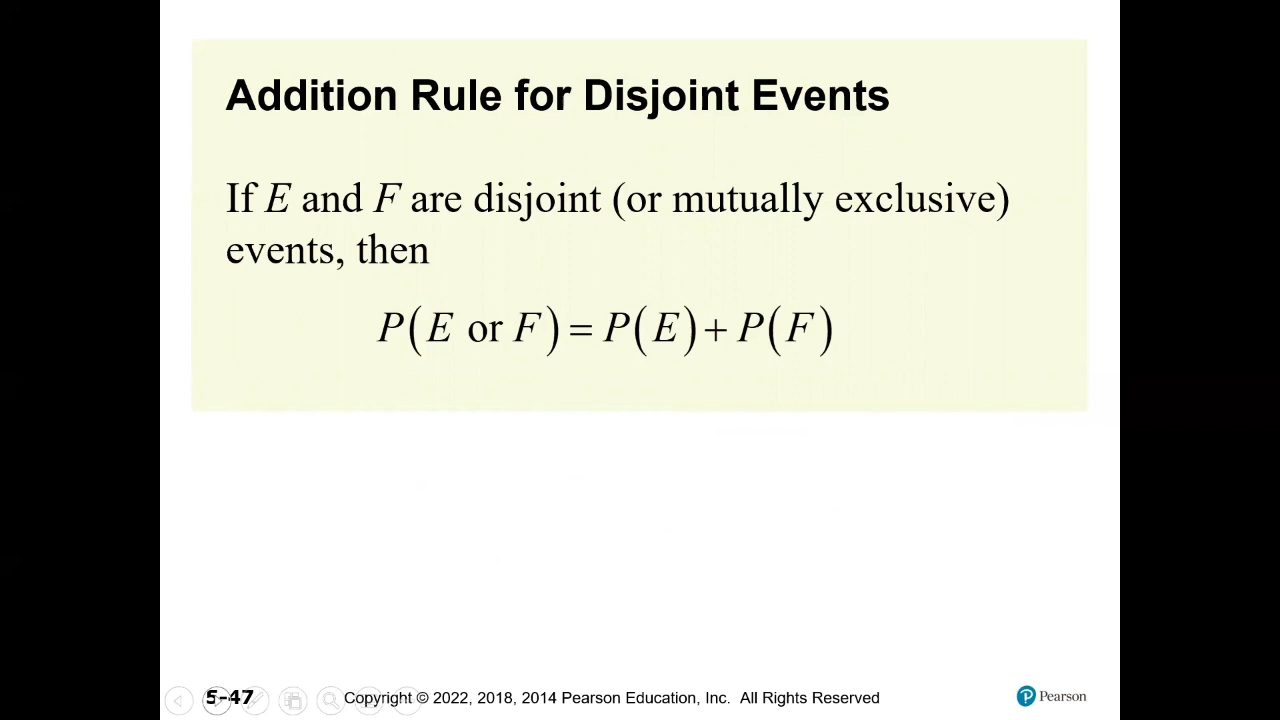 Addition Rule for Disjoint Events
If E and F are disjoint (or mutually exclusive)
events, then
P(E or F) = P(E) + P(F)
5-47
Copyright © 2022, 2018, 2014 Pearson Education, Inc. All Rights Reserved
Pearson